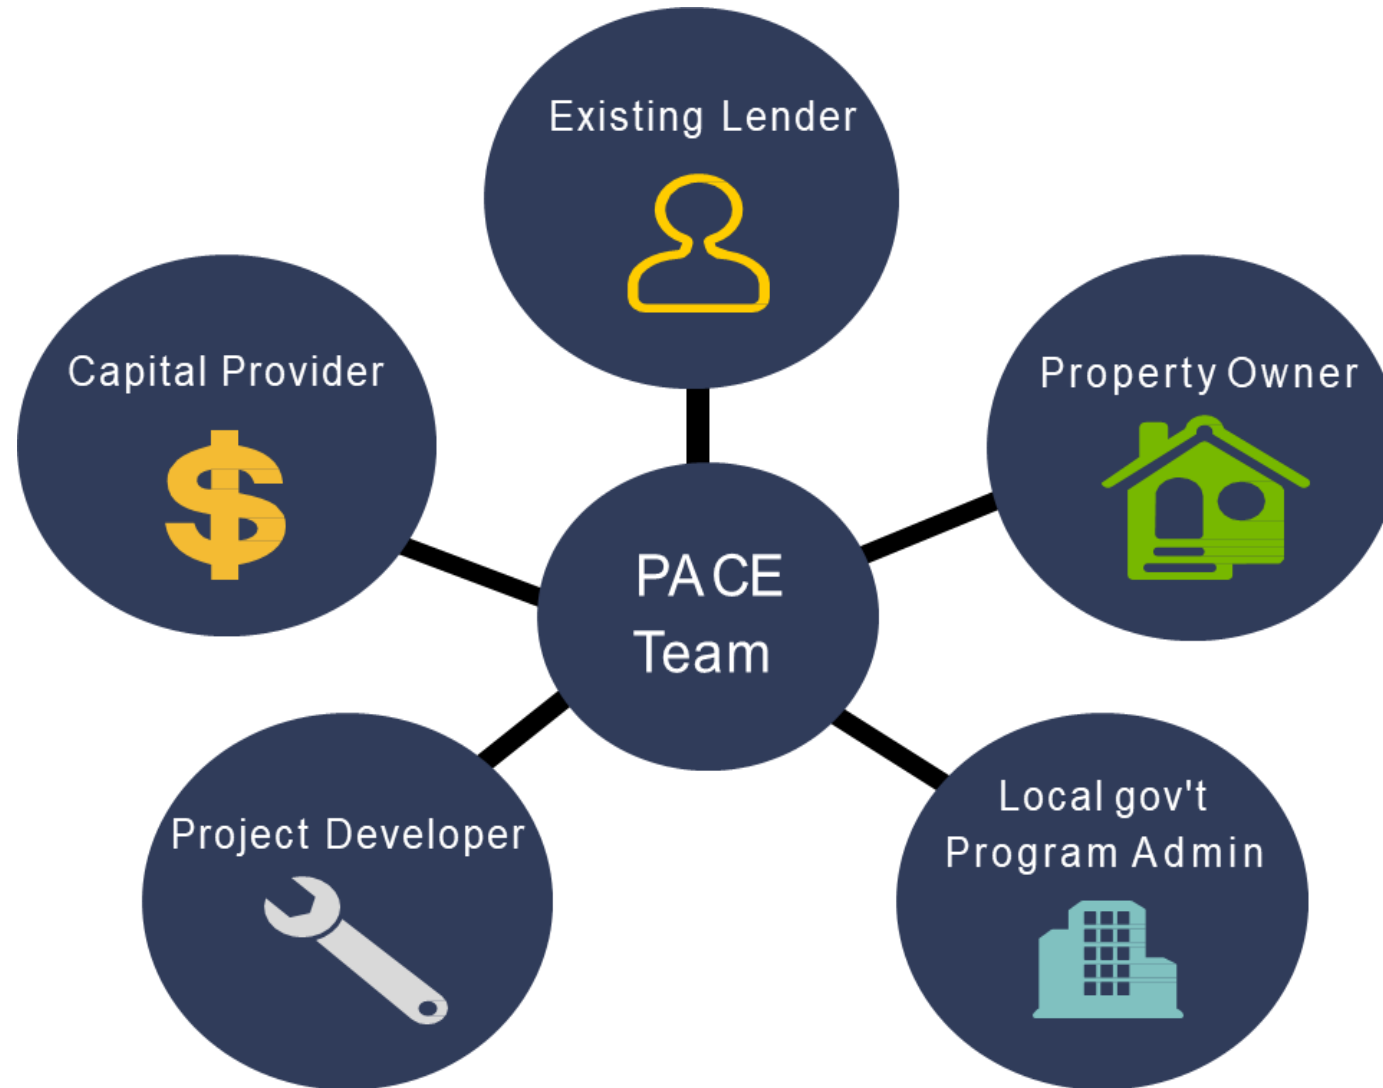 Existing Lender
Capital Provider
Property Owner
PACE
Team
Project Developer
Local gov't
Program Admin